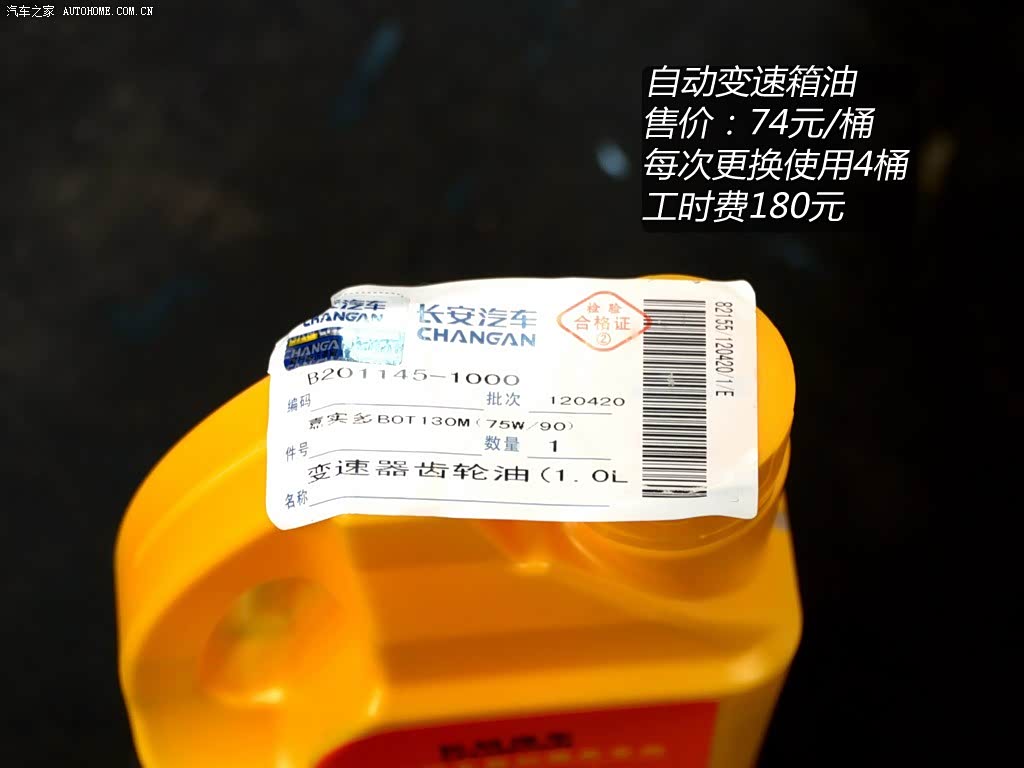 汽车之家 AUTOHOME.COM.CN
自动变速箱油
售价：74元/桶
每次更换使用4桶
工时费180元
汽车
CHANGAN
CHANGAN
长安汽车
CHANGAN
检验
合格证
②
82155/120420/1/E
B201145-1000
编码
批次 120420
嘉实多BOT130M（75W/90）
件号
数量 1
变速器齿轮油(1.0L
名称